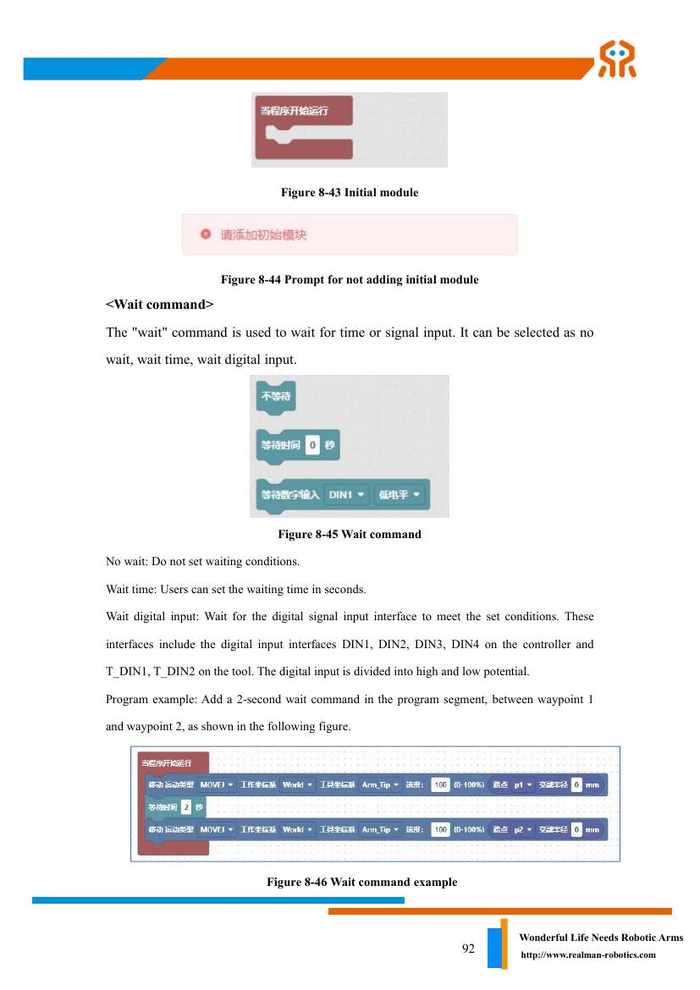 当程序开始运行
Figure 8-43 Initial module
请添加初始模块
Figure 8-44 Prompt for not adding initial module
<Wait command>
The "wait" command is used to wait for time or signal input. It can be selected as no
wait, wait time, wait digital input.
不等待
等待时间 0 秒
等待数字输入 DIN1 低电平
Figure 8-45 Wait command
No wait: Do not set waiting conditions.
Wait time: Users can set the waiting time in seconds.
Wait digital input: Wait for the digital signal input interface to meet the set conditions. These
interfaces include the digital input interfaces DIN1, DIN2, DIN3, DIN4 on the controller and
T_DIN1, T_DIN2 on the tool. The digital input is divided into high and low potential.
Program example: Add a 2-second wait command in the program segment, between waypoint 1
and waypoint 2, as shown in the following figure.
当程序开始运行
移动 运动类型 MOVEJ 工作坐标系 World 工具坐标系 Arm_Tip 速度: 100 (0-100%) 路点 p1 交融半径 0 mm
等待时间 2 秒
移动 运动类型 MOVEJ 工作坐标系 World 工具坐标系 Arm_Tip 速度: 100 (0-100%) 路点 p2 交融半径 0 mm
Figure 8-46 Wait command example
92
Wonderful Life Needs Robotic Arms
http://www.realman-robotics.com